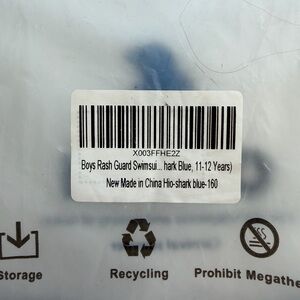 X003FFHE2Z
Boys Rash Guard Swimsui... hark Blue, 11-12 Years)
New Made in China Hio-shark blue-160
Storage
Recycling
Prohibit Megathe